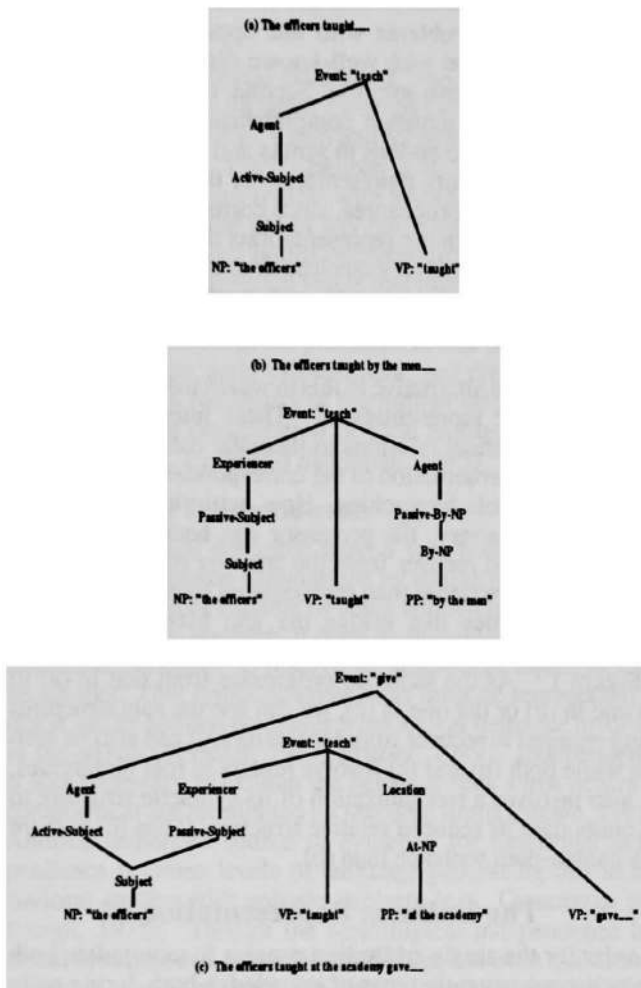 (a) The officers taught.....
Event: "teach"
Agent
Active-Subject
Subject
NP: "the officers" VP: "taught"
(b) The officers taught by the men.....
Event: "teach"
Experiencer Agent
Passive-Subject Passive-By-NP
Subject By-NP
NP: "the officers" VP: "taught" PP: "by the men"
Event: "give"
Event: "teach"
Agent Experiencer Location
Active-Subject Passive-Subject At-NP
Subject
NP: "the officers" VP: "taught" PP: "at the academy" VP: "gave....."
(c) The officers taught at the academy gave.....